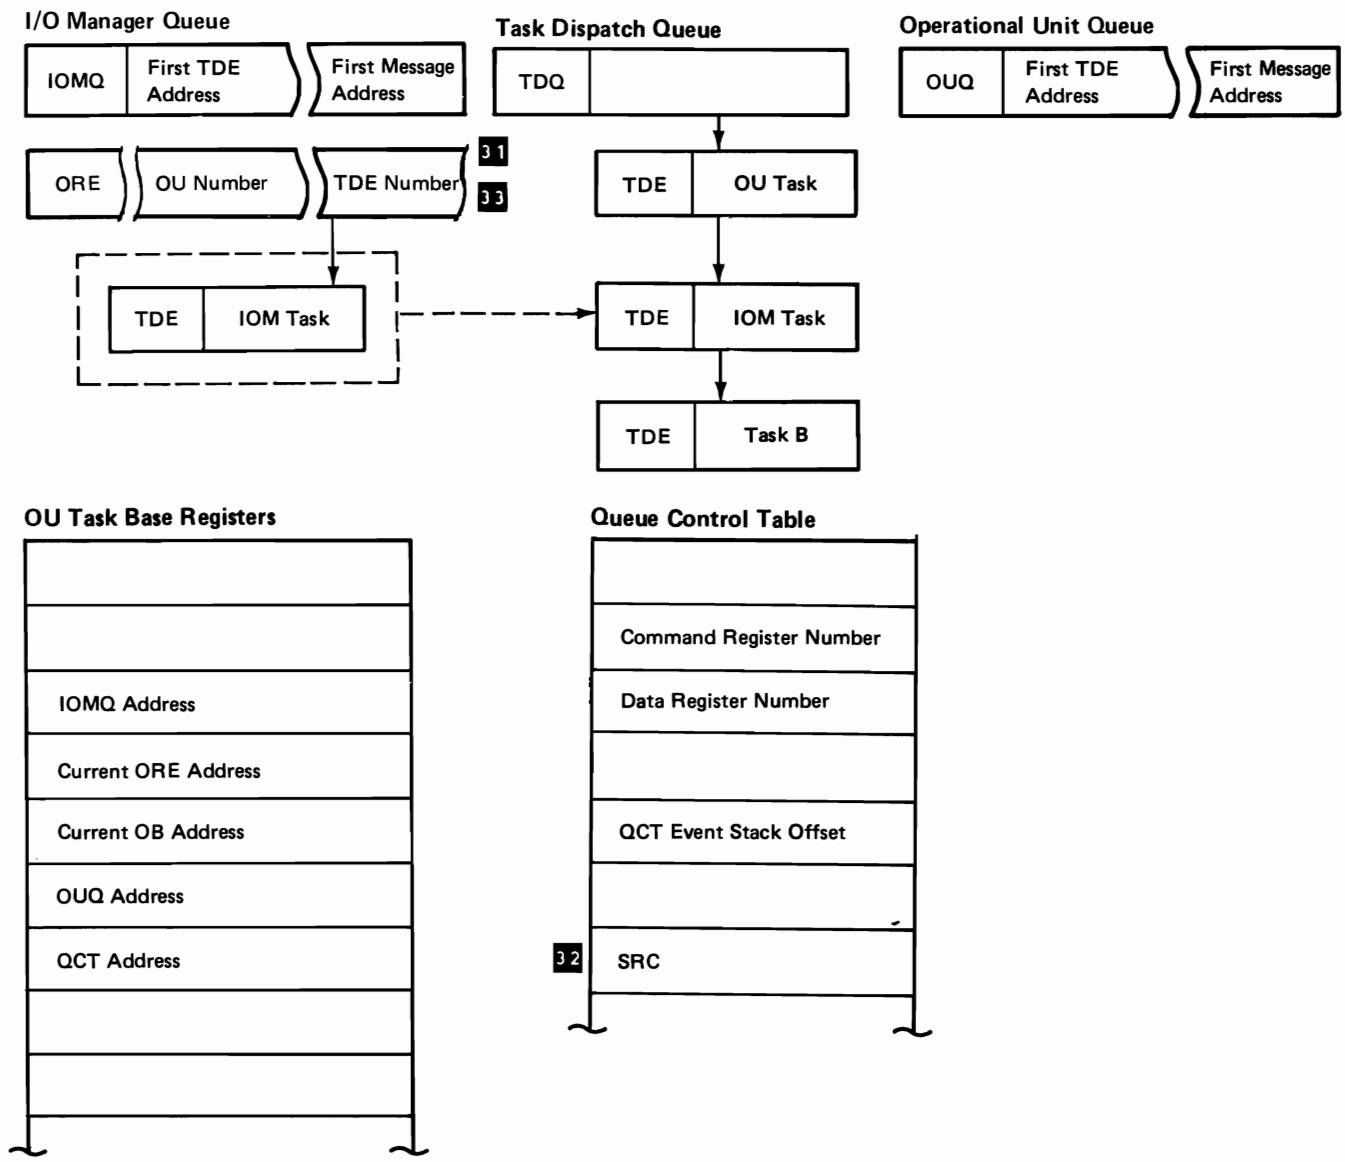 I/O Manager Queue
IOMQ
First TDE
Address
First Message
Address
ORE
OU Number
TDE Number
31
33
TDE
IOM Task
Task Dispatch Queue
TDQ
TDE
OU Task
TDE
IOM Task
TDE
Task B
Operational Unit Queue
OUQ
First TDE
Address
First Message
Address
OU Task Base Registers
IOMQ Address
Current ORE Address
Current OB Address
OUQ Address
QCT Address
Queue Control Table
Command Register Number
Data Register Number
QCT Event Stack Offset
32
SRC